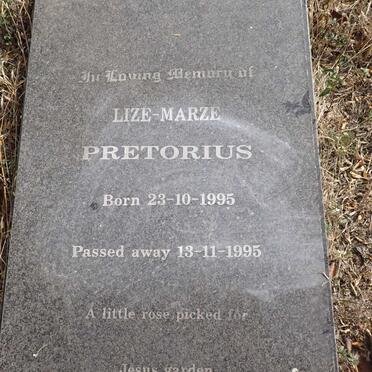 In Loving Memory of
LIZE-MARZE
PRETORIUS
Born 23-10-1995
Passed away 13-11-1995
A little rose picked for
Jesus garden